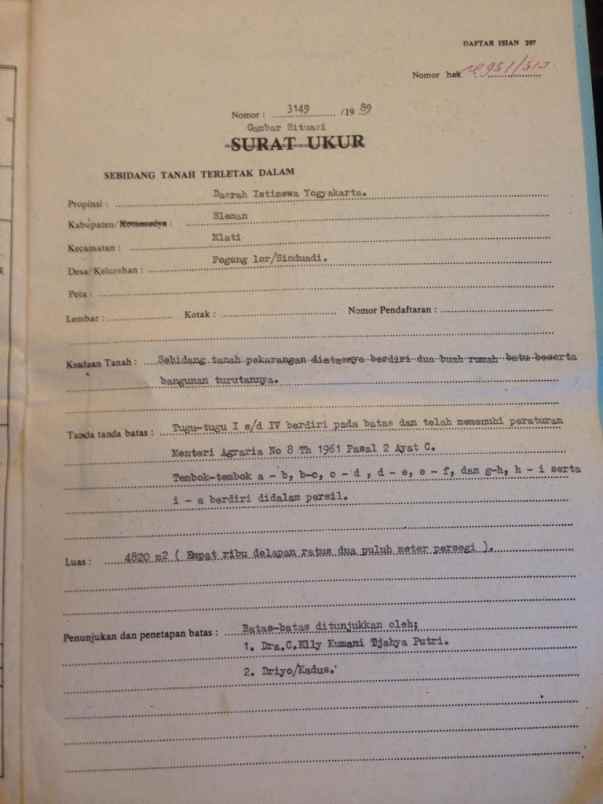 DAFTAR ISIAN 207
Nomor hak
Nomor : 3149 /1989
Gambar Situasi
SURAT UKUR
SEBIDANG TANAH TERLETAK DALAM
Propinsi : Daerah Istimewa Yogyakarta.
Kabupaten/Kotamadya : Sleman
Kecamatan : Mlati
Desa/Kelurahan : Pogung lor/Sinduadi.
Peta :
Lembar : Kotak : Nomor Pendaftaran :
Keadaan Tanah : Sebidang tanah pekarangan diatasnya berdiri dua buah rumah batu beserta
bangunan turutannya.
Tanda tanda batas : Tugu-tugu I s/d IV berdiri pada batas dan telah memenuhi peraturan
Menteri Agraria No 8 Th 1961 Pasal 2 Ayat C.
Tembok-tembok a - b, b-c, c - d , d - e, e - f, dan g-h, h - i serta
i - a berdiri didalam persil.
Luas : 4820 m2 ( Empat ribu delapan ratus dua puluh meter persegi ).
Penunjukan dan penetapan batas : Batas-batas ditunjukkan oleh;
1. Dra.C.Elly Kumani Tjahya Putri.
2. Driyo/Kadus.